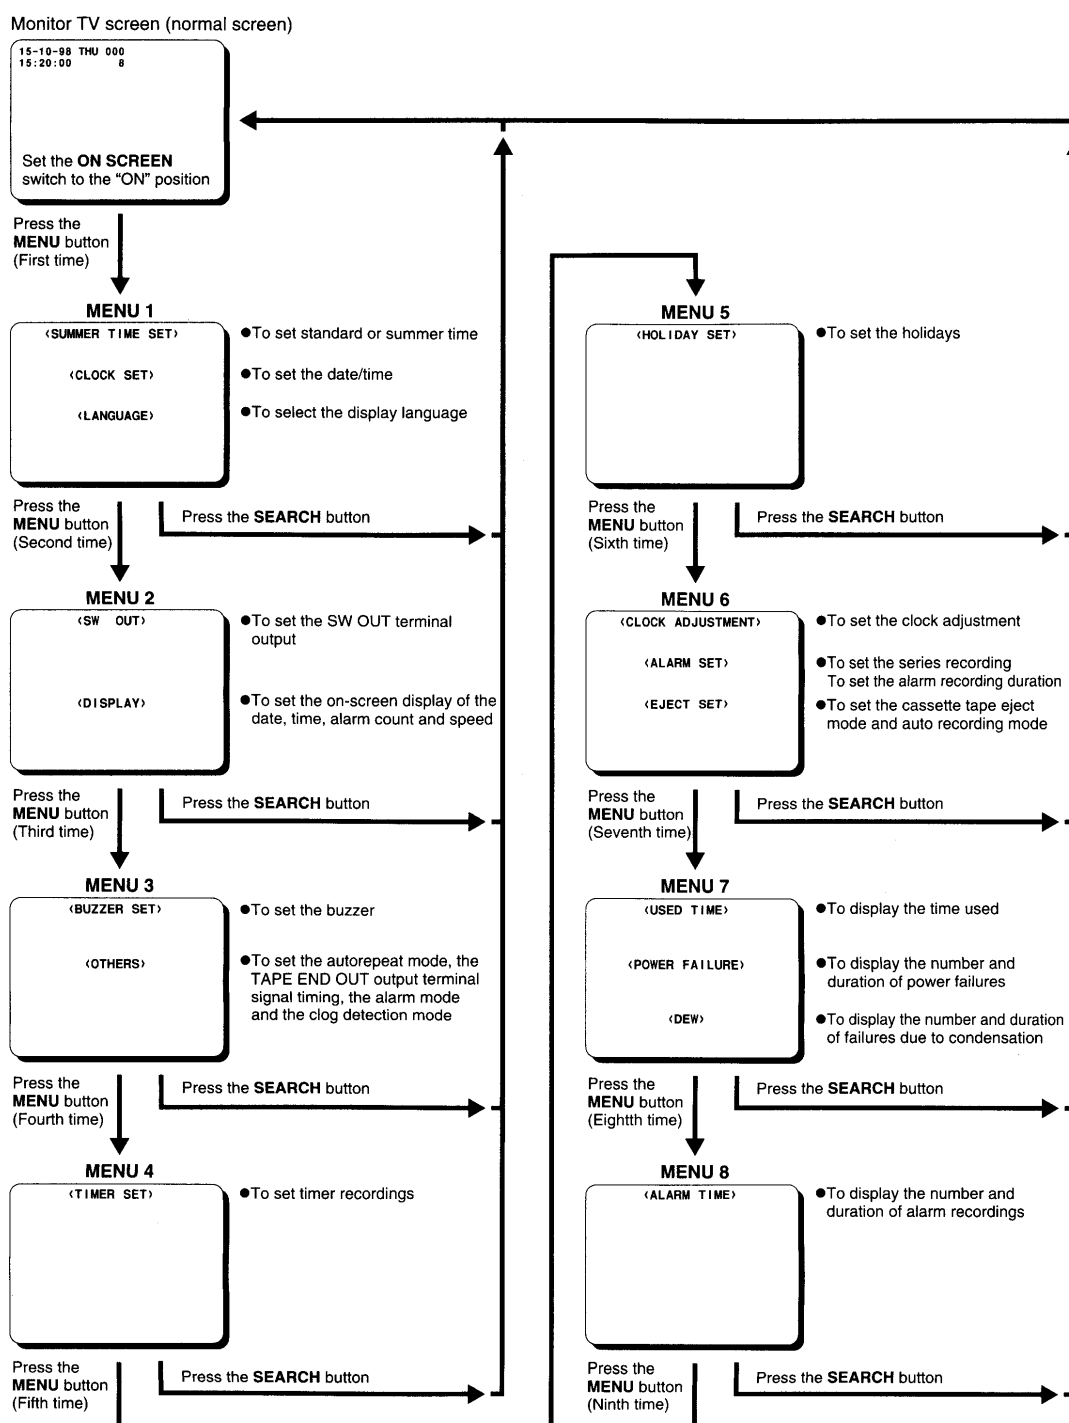 Monitor TV screen (normal screen)
15-10-98 THU 000
15:20:00 8
Set the ON SCREEN
switch to the “ON” position
Press the
MENU button
(First time)
MENU 1
‹SUMMER TIME SET›
●To set standard or summer time
‹CLOCK SET›
●To set the date/time
‹LANGUAGE›
●To select the display language
Press the
MENU button
(Second time)
Press the SEARCH button
MENU 2
‹SW OUT›
●To set the SW OUT terminal
output
‹DISPLAY›
●To set the on-screen display of the
date, time, alarm count and speed
Press the
MENU button
(Third time)
Press the SEARCH button
MENU 3
‹BUZZER SET›
●To set the buzzer
‹OTHERS›
●To set the autorepeat mode, the
TAPE END OUT output terminal
signal timing, the alarm mode
and the clog detection mode
Press the
MENU button
(Fourth time)
Press the SEARCH button
MENU 4
‹TIMER SET›
●To set timer recordings
Press the
MENU button
(Fifth time)
Press the SEARCH button
MENU 5
‹HOLIDAY SET›
●To set the holidays
Press the
MENU button
(Sixth time)
Press the SEARCH button
MENU 6
‹CLOCK ADJUSTMENT›
●To set the clock adjustment
‹ALARM SET›
●To set the series recording
To set the alarm recording duration
‹EJECT SET›
●To set the cassette tape eject
mode and auto recording mode
Press the
MENU button
(Seventh time)
Press the SEARCH button
MENU 7
‹USED TIME›
●To display the time used
‹POWER FAILURE›
●To display the number and
duration of power failures
‹DEW›
●To display the number and duration
of failures due to condensation
Press the
MENU button
(Eightth time)
Press the SEARCH button
MENU 8
‹ALARM TIME›
●To display the number and
duration of alarm recordings
Press the
MENU button
(Ninth time)
Press the SEARCH button